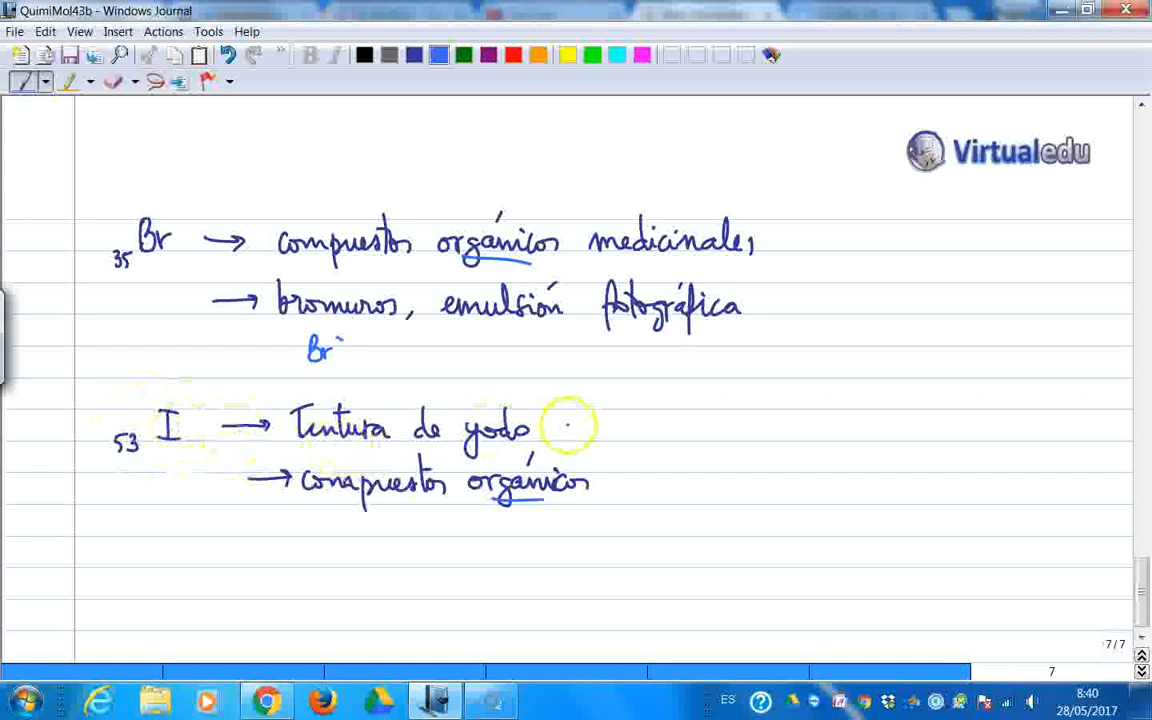 QuimiMol43b - Windows Journal
File Edit View Insert Actions Tools Help
B I
Virtualedu
35Br → compuestos orgánicos medicinales
→ bromuros, emulsión fotográfica
Br⁻
53 I → Tintura de yodo
→ compuestos orgánicos
7/7
7
ES
8:40
28/05/2017